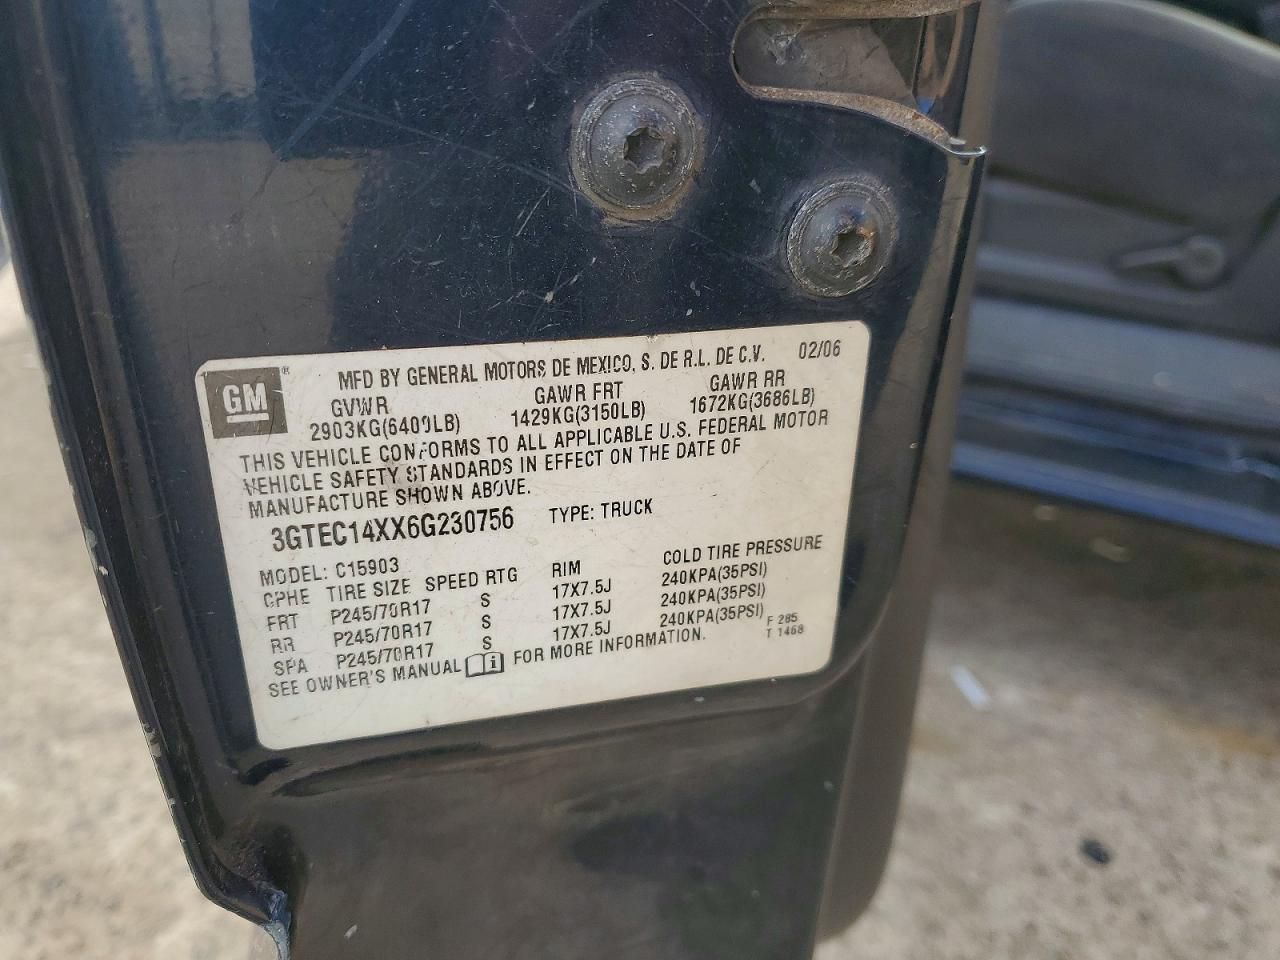 GM ®
MFD BY GENERAL MOTORS DE MEXICO, S. DE R.L. DE C.V. 02/06
GVWR GAWR FRT GAWR RR
2903KG(6400LB) 1429KG(3150LB) 1672KG(3686LB)
THIS VEHICLE CONFORMS TO ALL APPLICABLE U.S. FEDERAL MOTOR
VEHICLE SAFETY STANDARDS IN EFFECT ON THE DATE OF
MANUFACTURE SHOWN ABOVE.
3GTEC14XX6G230756 TYPE: TRUCK
MODEL: C15903
CPHE TIRE SIZE SPEED RTG RIM COLD TIRE PRESSURE
FRT P245/70R17 S 17X7.5J 240KPA(35PSI)
RR P245/70R17 S 17X7.5J 240KPA(35PSI)
SPA P245/70R17 S 17X7.5J 240KPA(35PSI)
SEE OWNER'S MANUAL i FOR MORE INFORMATION.
F 285
T 1468